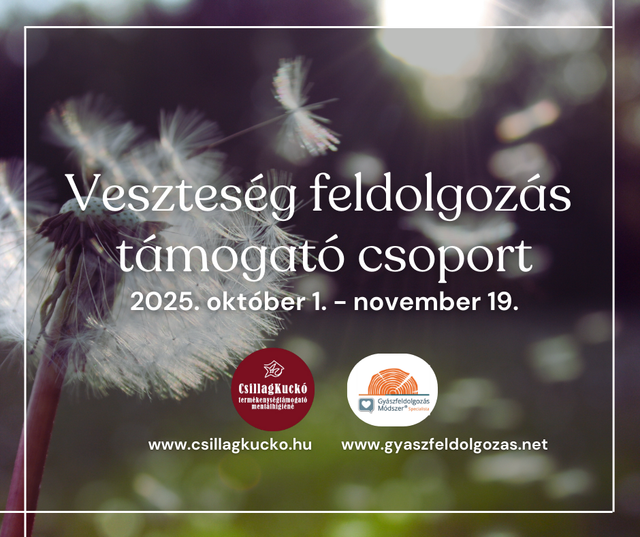 Veszteség feldolgozás
támogató csoport
2025. október 1. – november 19.
CsillagKuckó
termékenységtámogató
mentálhigiéné
Gyászfeldolgozás
Módszer® Specialista
www.csillagkucko.hu
www.gyaszfeldolgozas.net